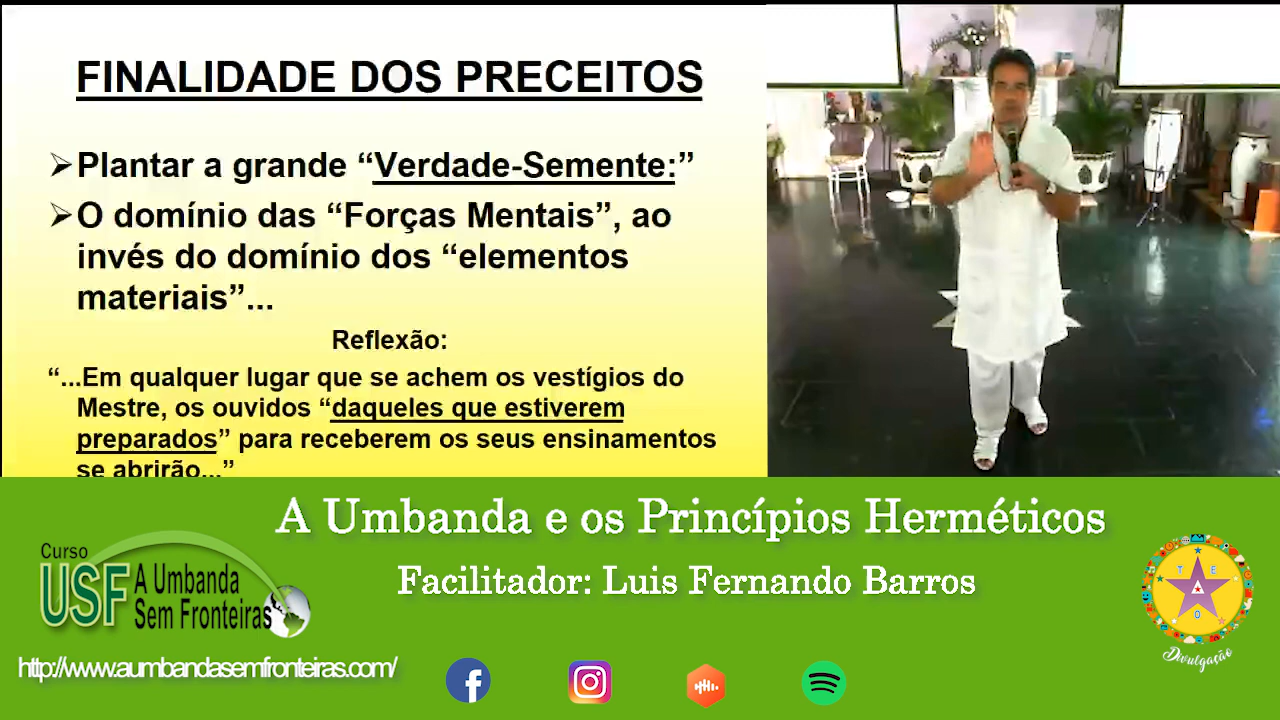 FINALIDADE DOS PRECEITOS
➢Plantar a grande “Verdade-Semente:”
➢O domínio das “Forças Mentais”, ao
invés do domínio dos “elementos
materiais”...
Reflexão:
“...Em qualquer lugar que se achem os vestígios do
Mestre, os ouvidos “daqueles que estiverem
preparados” para receberem os seus ensinamentos
se abrirão...”
A Umbanda e os Princípios Herméticos
Facilitador: Luis Fernando Barros
Curso
USF A Umbanda
Sem Fronteiras
http://www.aumbandasemfronteiras.com/
T E
A
O
Divulgação